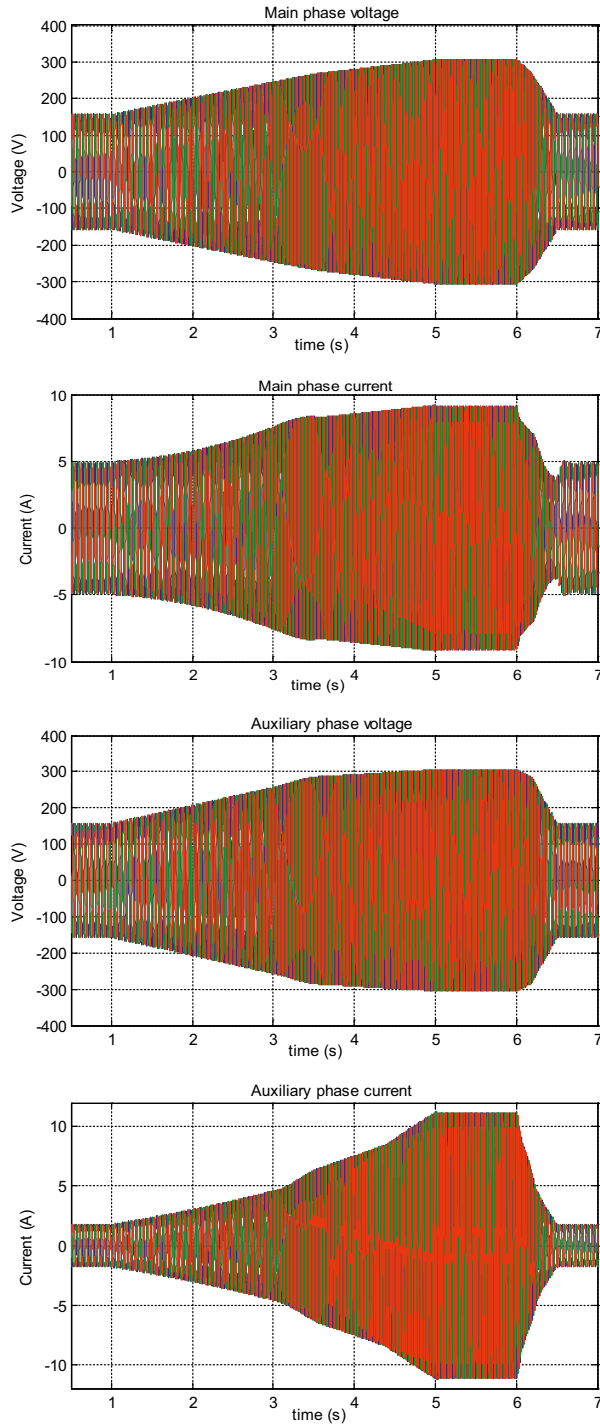 Main phase voltage
400
300
200
100
0
-100
-200
-300
-400
Voltage (V)
1 2 3 4 5 6 7
time (s)
Main phase current
10
5
0
-5
-10
Current (A)
1 2 3 4 5 6 7
time (s)
Auxiliary phase voltage
400
300
200
100
0
-100
-200
-300
-400
Voltage (V)
1 2 3 4 5 6 7
time (s)
Auxiliary phase current
10
5
0
-5
-10
Current (A)
1 2 3 4 5 6 7
time (s)